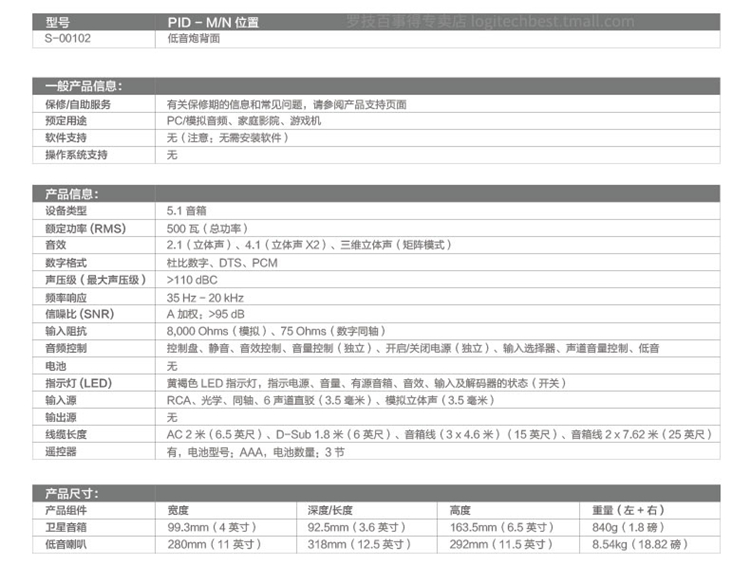 罗技百事得专卖店 logitechbest.tmall.com
型号 PID – M/N 位置
S-00102 低音炮背面
一般产品信息：
保修/自助服务 有关保修期的信息和常见问题，请参阅产品支持页面
预定用途 PC/模拟音频、家庭影院、游戏机
软件支持 无（注意：无需安装软件）
操作系统支持 无
产品信息：
设备类型 5.1 音箱
额定功率（RMS） 500 瓦（总功率）
音效 2.1（立体声）、4.1（立体声 X2）、三维立体声（矩阵模式）
数字格式 杜比数字、DTS、PCM
声压级（最大声压级） >110 dBC
频率响应 35 Hz – 20 kHz
信噪比（SNR） A 加权：>95 dB
输入阻抗 8,000 Ohms（模拟）、75 Ohms（数字同轴）
音频控制 控制盘、静音、音效控制、音量控制（独立）、开启/关闭电源（独立）、输入选择器、声道音量控制、低音
电池 无
指示灯（LED） 黄褐色 LED 指示灯，指示电源、音量、有源音箱、音效、输入及解码器的状态（开关）
输入源 RCA、光学、同轴、6 声道直驳（3.5 毫米）、模拟立体声（3.5 毫米）
输出源 无
线缆长度 AC 2 米（6.5 英尺）、D-Sub 1.8 米（6 英尺）、音箱线（3 x 4.6 米）（15 英尺）、音箱线 2 x 7.62 米（25 英尺）
遥控器 有，电池型号：AAA，电池数量：3 节
产品尺寸：
产品组件 宽度 深度/长度 高度 重量（左 + 右）
卫星音箱 99.3mm（4 英寸） 92.5mm（3.6 英寸） 163.5mm（6.5 英寸） 840g（1.8 磅）
低音喇叭 280mm（11 英寸） 318mm（12.5 英寸） 292mm（11.5 英寸） 8.54kg（18.82 磅）